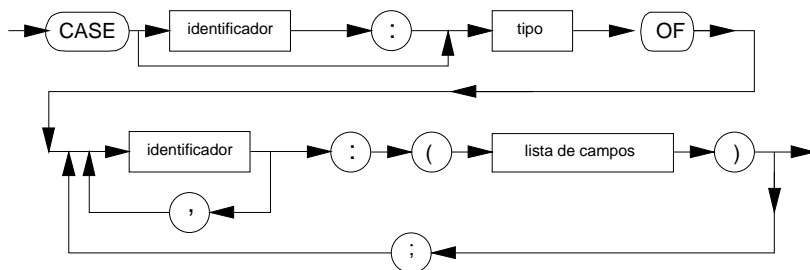 CASE identificador : tipo OF
identificador : ( lista de campos )
,
;